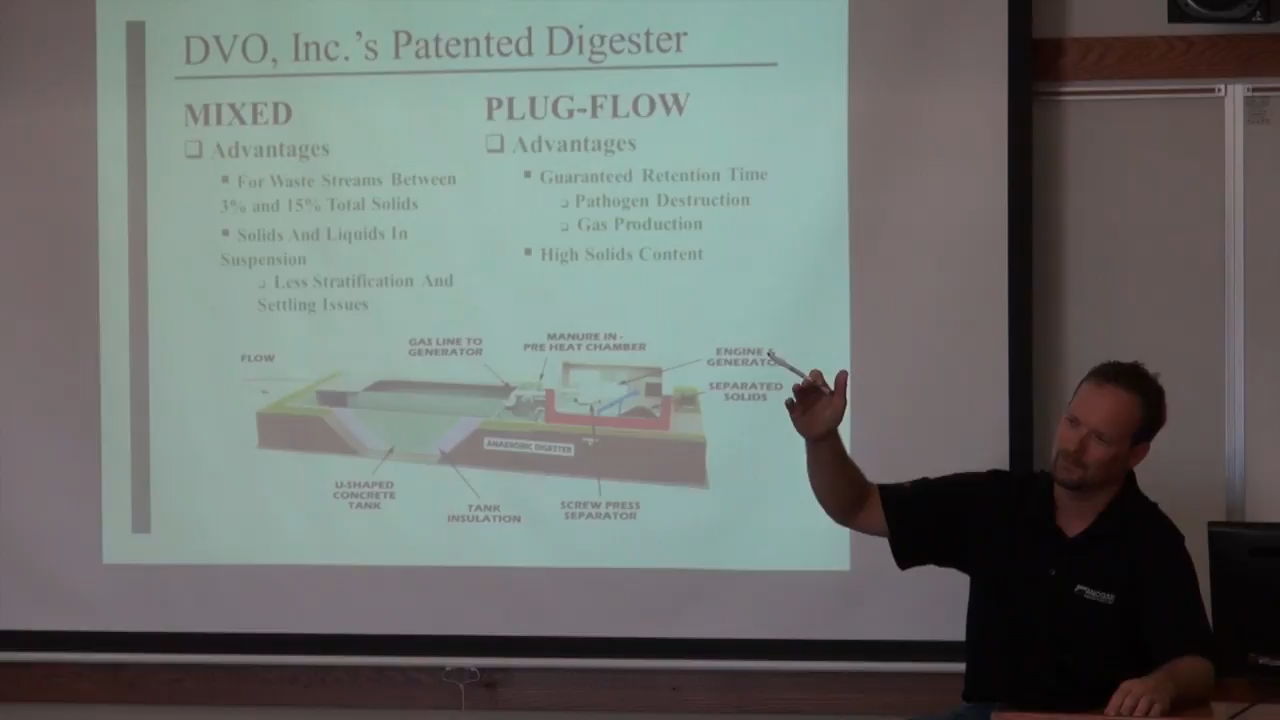 DVO, Inc.'s Patented Digester
MIXED
❑ Advantages
▪ For Waste Streams Between
3% and 15% Total Solids
▪ Solids And Liquids In
Suspension
❑ Less Stratification And
Settling Issues
PLUG-FLOW
❑ Advantages
▪ Guaranteed Retention Time
❑ Pathogen Destruction
❑ Gas Production
▪ High Solids Content
FLOW
GAS LINE TO
GENERATOR
MANURE IN -
PRE HEAT CHAMBER
ENGINE &
GENERATOR
SEPARATED
SOLIDS
ANAEROBIC DIGESTER
U-SHAPED
CONCRETE
TANK
TANK
INSULATION
SCREW PRESS
SEPARATOR